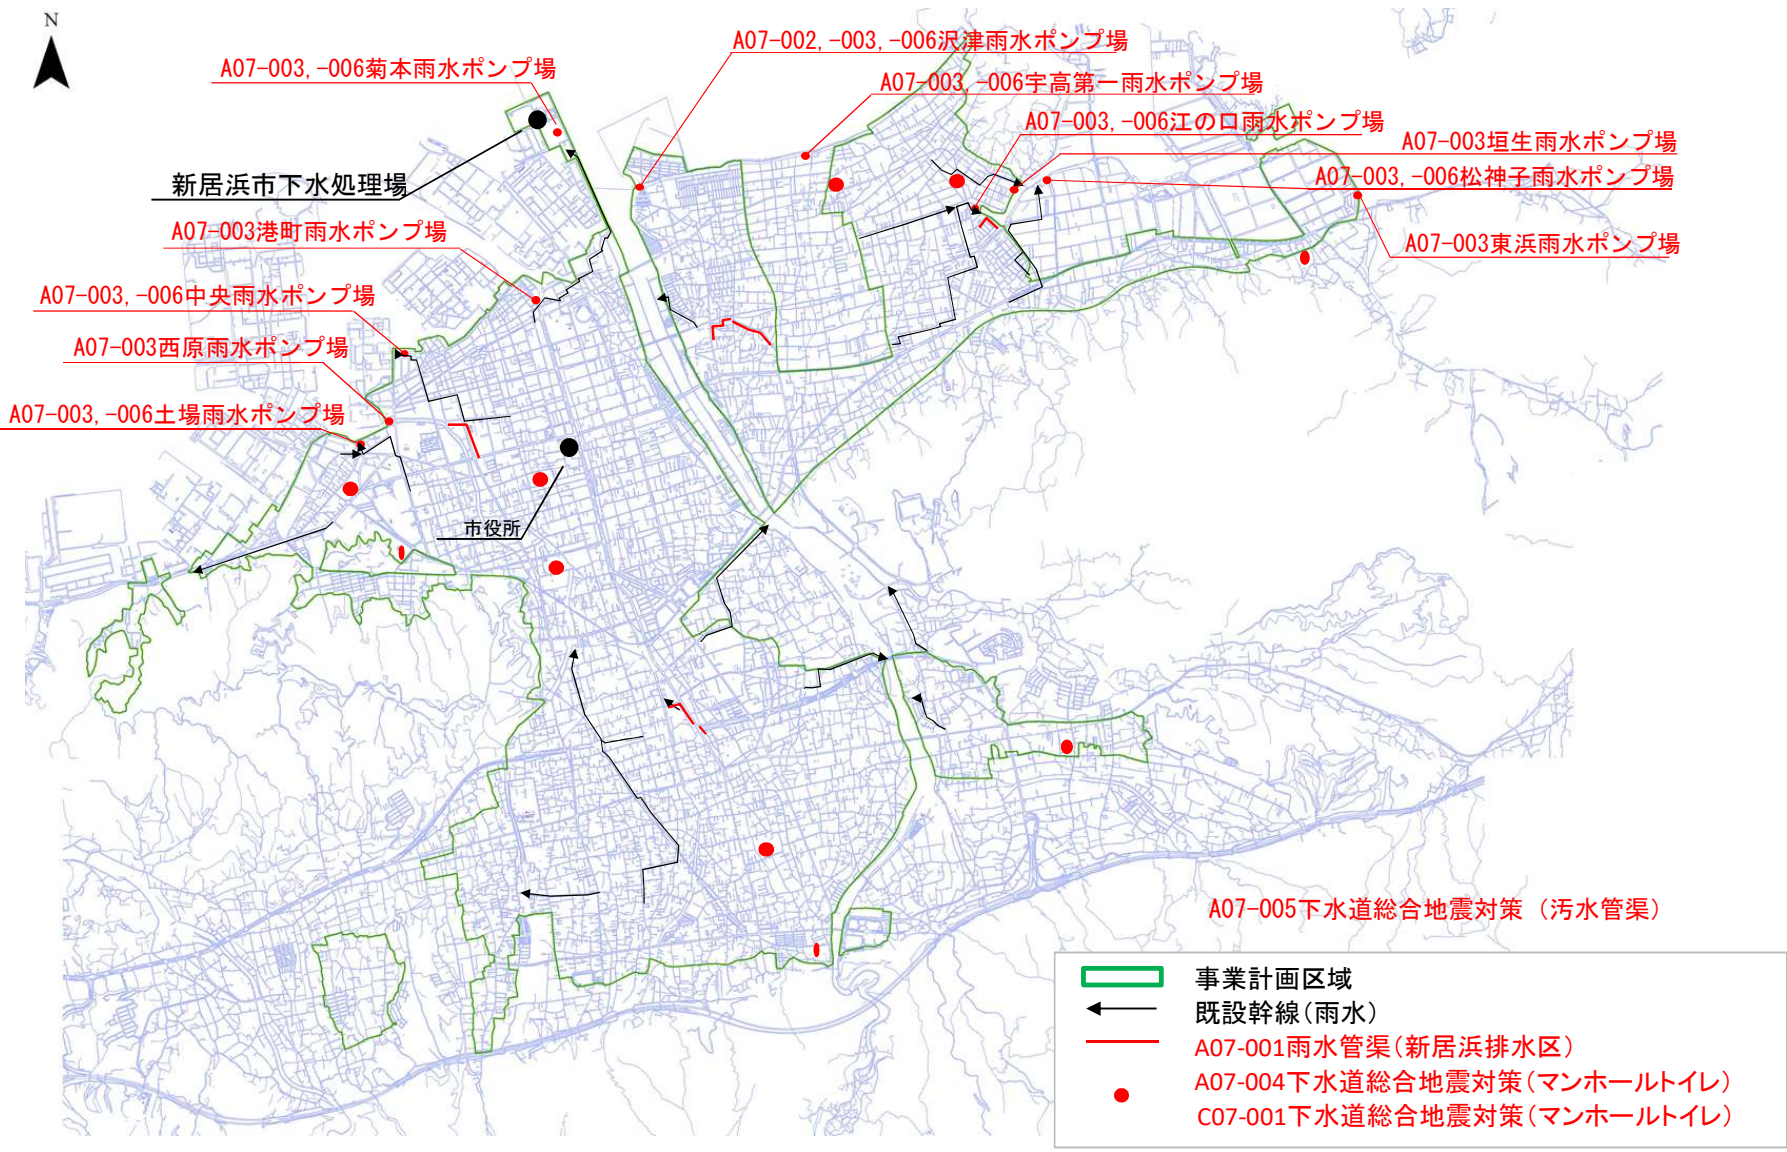 N
A07-002, -003, -006沢津雨水ポンプ場
A07-003, -006菊本雨水ポンプ場
A07-003, -006宇高第一雨水ポンプ場
A07-003, -006江の口雨水ポンプ場
A07-003垣生雨水ポンプ場
新居浜市下水処理場
A07-003, -006松神子雨水ポンプ場
A07-003港町雨水ポンプ場
A07-003東浜雨水ポンプ場
A07-003, -006中央雨水ポンプ場
A07-003西原雨水ポンプ場
A07-003, -006土場雨水ポンプ場
市役所
A07-005下水道総合地震対策（汚水管渠）
事業計画区域
既設幹線（雨水）
A07-001雨水管渠（新居浜排水区）
A07-004下水道総合地震対策（マンホールトイレ）
C07-001下水道総合地震対策（マンホールトイレ）